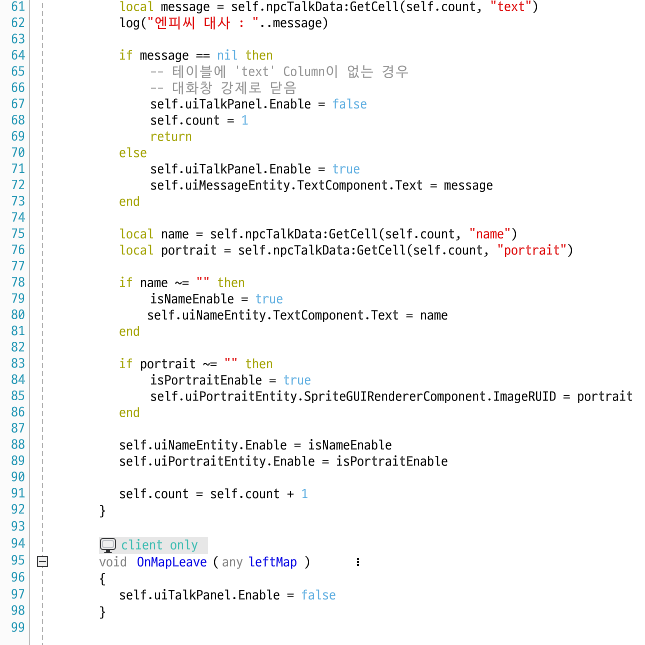 61 local message = self.npcTalkData:GetCell(self.count, "text")
62 log("엔피씨 대사 : "..message)
63
64 if message == nil then
65 -- 테이블에 'text' Column이 없는 경우
66 -- 대화창 강제로 닫음
67 self.uiTalkPanel.Enable = false
68 self.count = 1
69 return
70 else
71 self.uiTalkPanel.Enable = true
72 self.uiMessageEntity.TextComponent.Text = message
73 end
74
75 local name = self.npcTalkData:GetCell(self.count, "name")
76 local portrait = self.npcTalkData:GetCell(self.count, "portrait")
77
78 if name ~= "" then
79 isNameEnable = true
80 self.uiNameEntity.TextComponent.Text = name
81 end
82
83 if portrait ~= "" then
84 isPortraitEnable = true
85 self.uiPortraitEntity.SpriteGUIRendererComponent.ImageRUID = portrait
86 end
87
88 self.uiNameEntity.Enable = isNameEnable
89 self.uiPortraitEntity.Enable = isPortraitEnable
90
91 self.count = self.count + 1
92 }
93
94 client only
95 void OnMapLeave (any leftMap )
96 {
97 self.uiTalkPanel.Enable = false
98 }
99